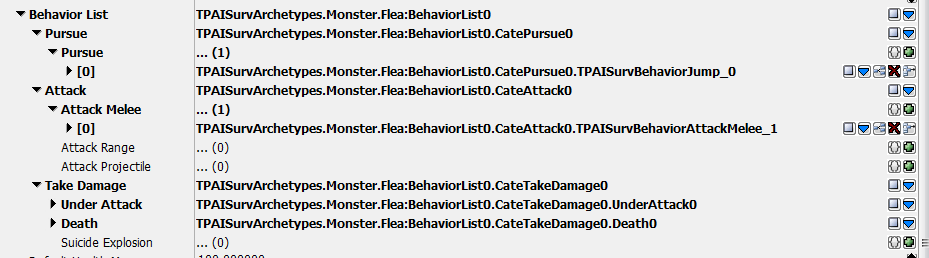 Behavior List TPAISurvArchetypes.Monster.Flea:BehaviorList0
Pursue TPAISurvArchetypes.Monster.Flea:BehaviorList0.CatePursue0
Pursue ... (1)
[0] TPAISurvArchetypes.Monster.Flea:BehaviorList0.CatePursue0.TPAISurvBehaviorJump_0
Attack TPAISurvArchetypes.Monster.Flea:BehaviorList0.CateAttack0
Attack Melee ... (1)
[0] TPAISurvArchetypes.Monster.Flea:BehaviorList0.CateAttack0.TPAISurvBehaviorAttackMelee_1
Attack Range ... (0)
Attack Projectile ... (0)
Take Damage TPAISurvArchetypes.Monster.Flea:BehaviorList0.CateTakeDamage0
Under Attack TPAISurvArchetypes.Monster.Flea:BehaviorList0.CateTakeDamage0.UnderAttack0
Death TPAISurvArchetypes.Monster.Flea:BehaviorList0.CateTakeDamage0.Death0
Suicide Explosion ... (0)